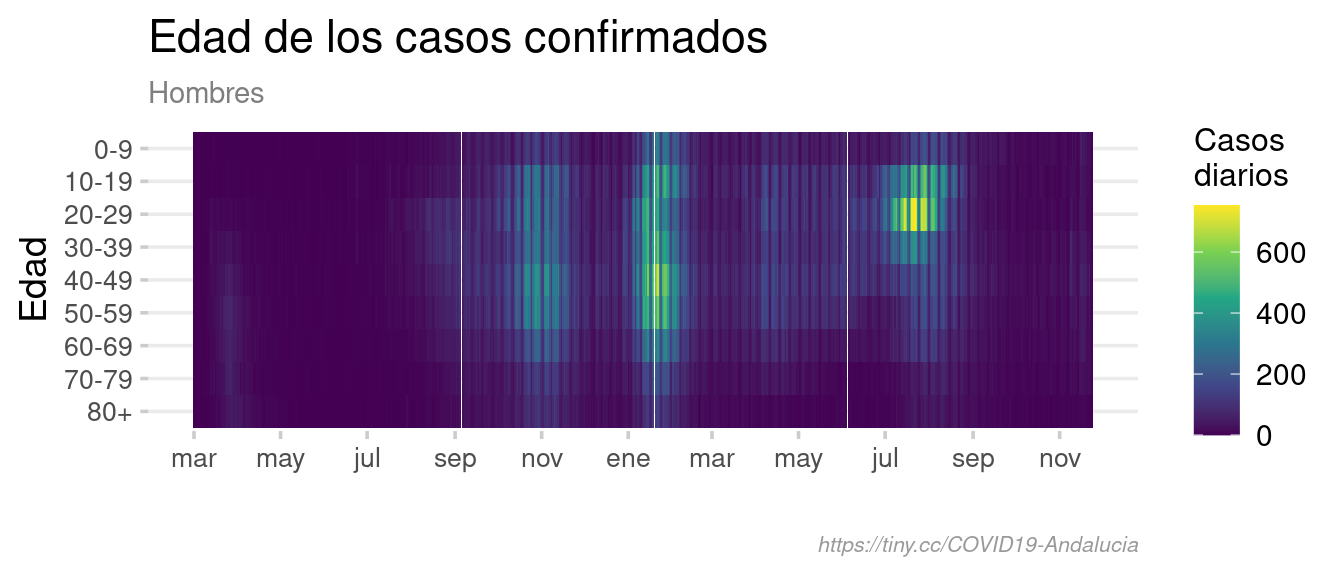 Edad de los casos confirmados
Hombres
Edad
0-9
10-19
20-29
30-39
40-49
50-59
60-69
70-79
80+
mar may jul sep nov ene mar may jul sep nov
Casos
diarios
600
400
200
0
https://tiny.cc/COVID19-Andalucia